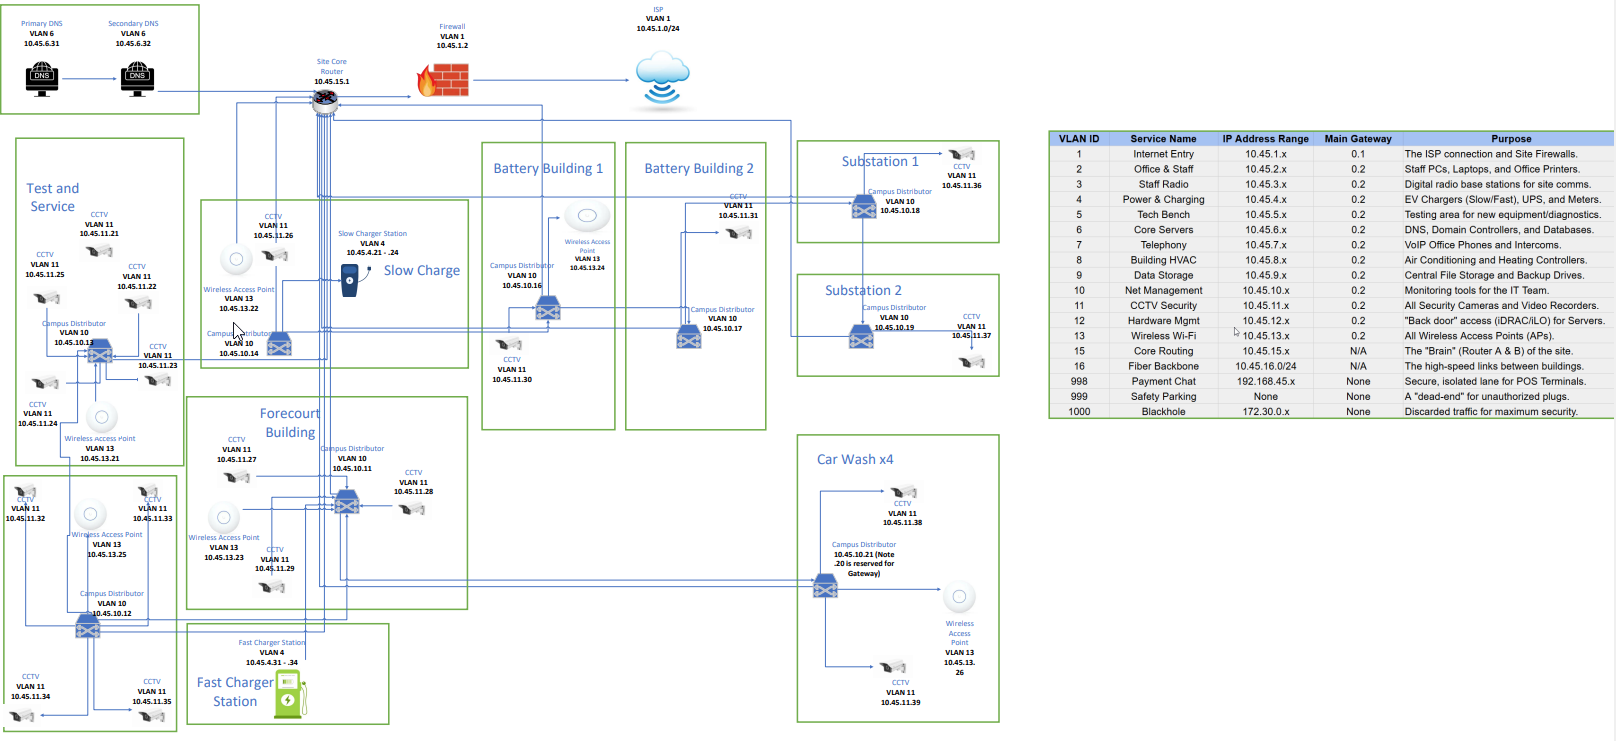 Primary DNS
VLAN 6
10.45.6.31
Secondary DNS
VLAN 6
10.45.6.32
DNS
DNS
Site Core
Router
10.45.15.1
Firewall
VLAN 1
10.45.1.2
ISP
VLAN 1
10.45.1.0/24
Test and
Service
CCTV
VLAN 11
10.45.11.21
CCTV
VLAN 11
10.45.11.25
CCTV
VLAN 11
10.45.11.22
Campus Distributor
VLAN 10
10.45.10.13
CCTV
VLAN 11
10.45.11.23
CCTV
VLAN 11
10.45.11.24
Wireless Access Point
VLAN 13
10.45.13.21
CCTV
VLAN 11
10.45.11.26
Slow Charger Station
VLAN 4
10.45.4.21 - .24
Slow Charge
Wireless Access Point
VLAN 13
10.45.13.22
Campus Distributor
VLAN 10
10.45.10.14
Battery Building 1
Wireless Access
Point
VLAN 13
10.45.13.24
Campus Distributor
VLAN 10
10.45.10.16
CCTV
VLAN 11
10.45.11.30
Battery Building 2
CCTV
VLAN 11
10.45.11.31
Campus Distributor
VLAN 10
10.45.10.17
Substation 1
CCTV
VLAN 11
10.45.11.36
Campus Distributor
VLAN 10
10.45.10.18
Substation 2
Campus Distributor
VLAN 10
10.45.10.19
CCTV
VLAN 11
10.45.11.37
Forecourt
Building
CCTV
VLAN 11
10.45.11.27
Campus Distributor
VLAN 10
10.45.10.11
CCTV
VLAN 11
10.45.11.28
Wireless Access Point
VLAN 13
10.45.13.23
CCTV
VLAN 11
10.45.11.29
CCTV
VLAN 11
10.45.11.32
CCTV
VLAN 11
10.45.11.33
Wireless Access Point
VLAN 13
10.45.13.25
Campus Distributor
VLAN 10
10.45.10.12
CCTV
VLAN 11
10.45.11.34
CCTV
VLAN 11
10.45.11.35
Fast Charger Station
VLAN 4
10.45.4.31 - .34
Fast Charger
Station
Car Wash x4
CCTV
VLAN 11
10.45.11.38
Campus Distributor
10.45.10.21 (Note
.20 is reserved for
Gateway)
Wireless
Access
Point
VLAN 13
10.45.13.
26
CCTV
VLAN 11
10.45.11.39
VLAN ID Service Name IP Address Range Main Gateway Purpose
1 Internet Entry 10.45.1.x 0.1 The ISP connection and Site Firewalls.
2 Office & Staff 10.45.2.x 0.2 Staff PCs, Laptops, and Office Printers.
3 Staff Radio 10.45.3.x 0.2 Digital radio base stations for site comms.
4 Power & Charging 10.45.4.x 0.2 EV Chargers (Slow/Fast), UPS, and Meters.
5 Tech Bench 10.45.5.x 0.2 Testing area for new equipment/diagnostics.
6 Core Servers 10.45.6.x 0.2 DNS, Domain Controllers, and Databases.
7 Telephony 10.45.7.x 0.2 VoIP Office Phones and Intercoms.
8 Building HVAC 10.45.8.x 0.2 Air Conditioning and Heating Controllers.
9 Data Storage 10.45.9.x 0.2 Central File Storage and Backup Drives.
10 Net Management 10.45.10.x 0.2 Monitoring tools for the IT Team.
11 CCTV Security 10.45.11.x 0.2 All Security Cameras and Video Recorders.
12 Hardware Mgmt 10.45.12.x 0.2 "Back door" access (iDRAC/iLO) for Servers.
13 Wireless Wi-Fi 10.45.13.x 0.2 All Wireless Access Points (APs).
15 Core Routing 10.45.15.x N/A The "Brain" (Router A & B) of the site.
16 Fiber Backbone 10.45.16.0/24 N/A The high-speed links between buildings.
998 Payment Chat 192.168.45.x None Secure, isolated lane for POS Terminals.
999 Safety Parking None None A "dead-end" for unauthorized plugs.
1000 Blackhole 172.30.0.x None Discarded traffic for maximum security.